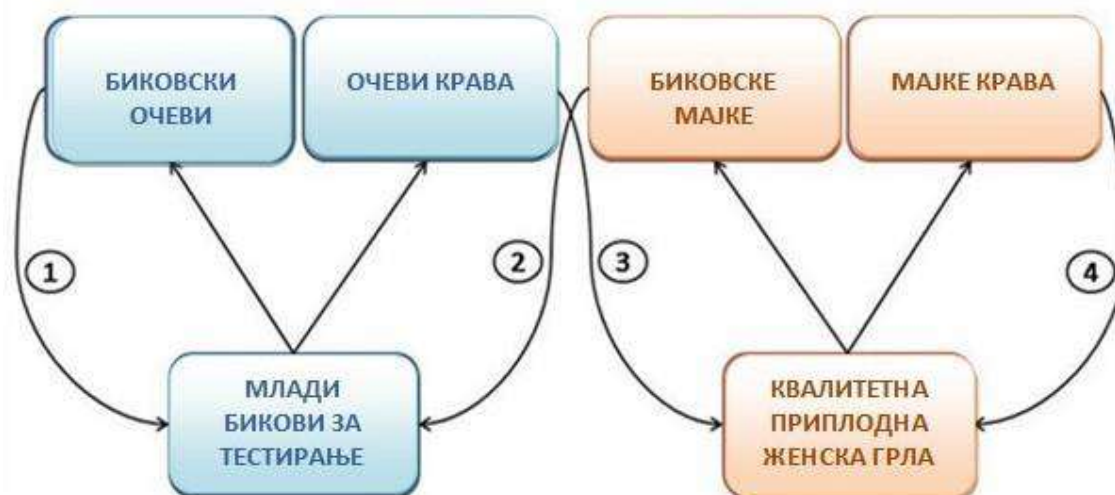 БИКОВСКИ
ОЧЕВИ
ОЧЕВИ КРАВА
БИКОВСКЕ
МАЈКЕ
МАЈКЕ КРАВА
1
2
3
4
МЛАДИ
БИКОВИ ЗА
ТЕСТИРАЊЕ
КВАЛИТЕТНА
ПРИПЛОДНА
ЖЕНСКА ГРЛА